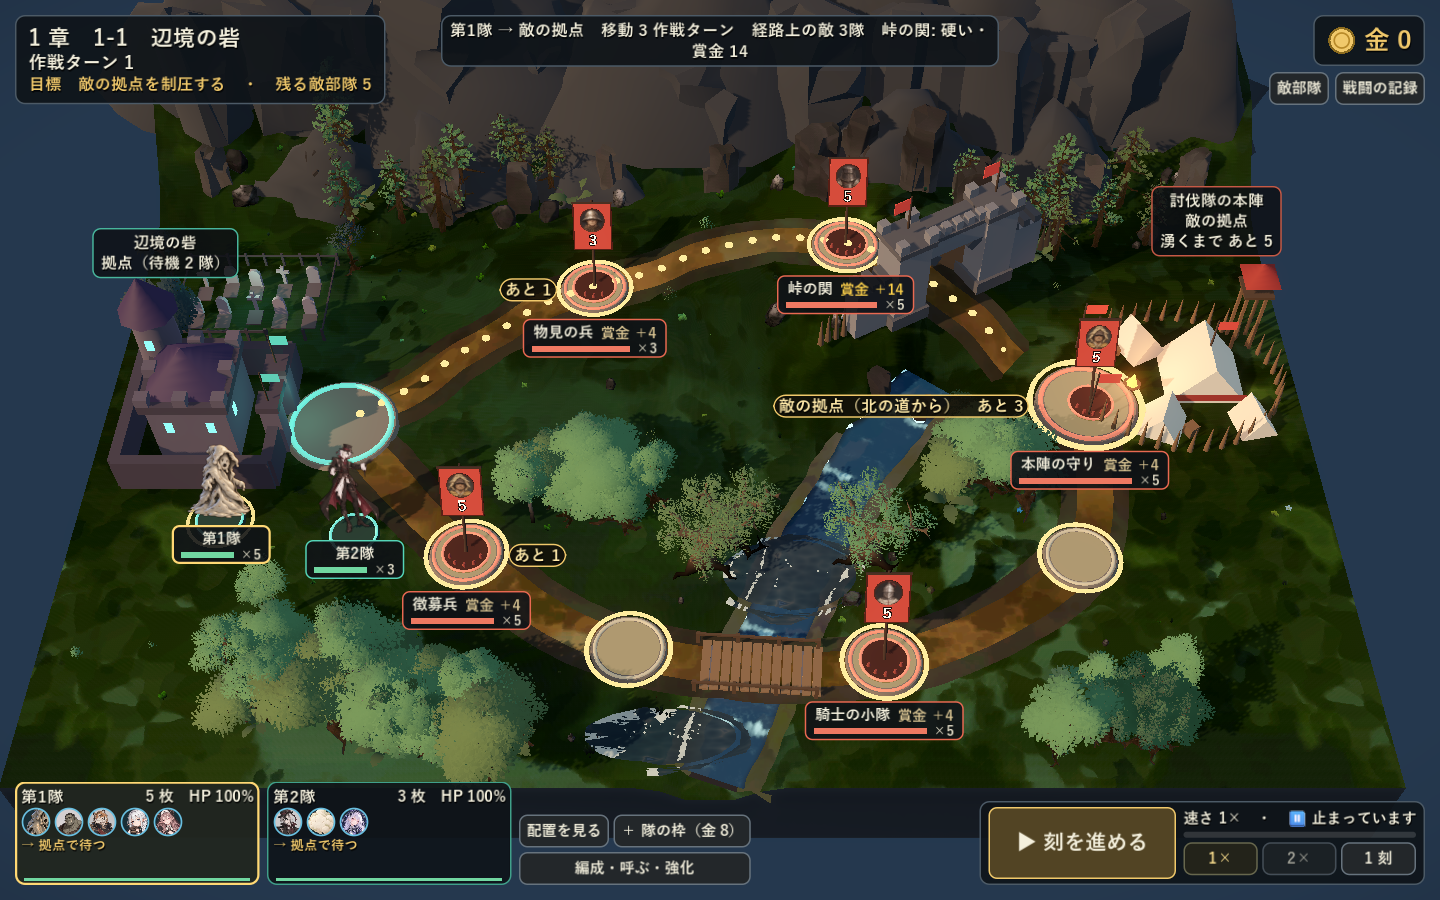 1 章　1-1　辺境の砦
作戦ターン 1
目標　敵の拠点を制圧する　・　残る敵部隊 5
第1隊 → 敵の拠点　移動 3 作戦ターン　経路上の敵 3隊　峠の関: 硬い・
賞金 14
金 0
敵部隊
戦闘の記録
辺境の砦
拠点（待機 2 隊）
3
5
討伐隊の本陣
敵の拠点
湧くまで あと 5
あと 1
物見の兵 賞金 +4
×3
峠の関 賞金 +14
×5
5
敵の拠点（北の道から）　あと 3
本陣の守り 賞金 +4
×5
5
第1隊
×5
第2隊
×3
あと 1
徴募兵 賞金 +4
×5
5
騎士の小隊 賞金 +4
×5
第1隊 5 枚 HP 100%
→ 拠点で待つ
第2隊 3 枚 HP 100%
→ 拠点で待つ
配置を見る
＋ 隊の枠（金 8）
編成・呼ぶ・強化
▶ 刻を進める
速さ 1× ・ ⏸ 止まっています
1×
2×
1 刻